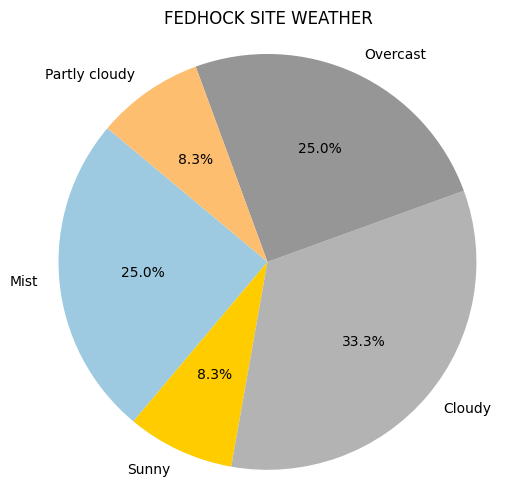 FEDHOCK SITE WEATHER
Overcast
Partly cloudy
25.0%
8.3%
Mist
25.0%
33.3%
8.3%
Cloudy
Sunny